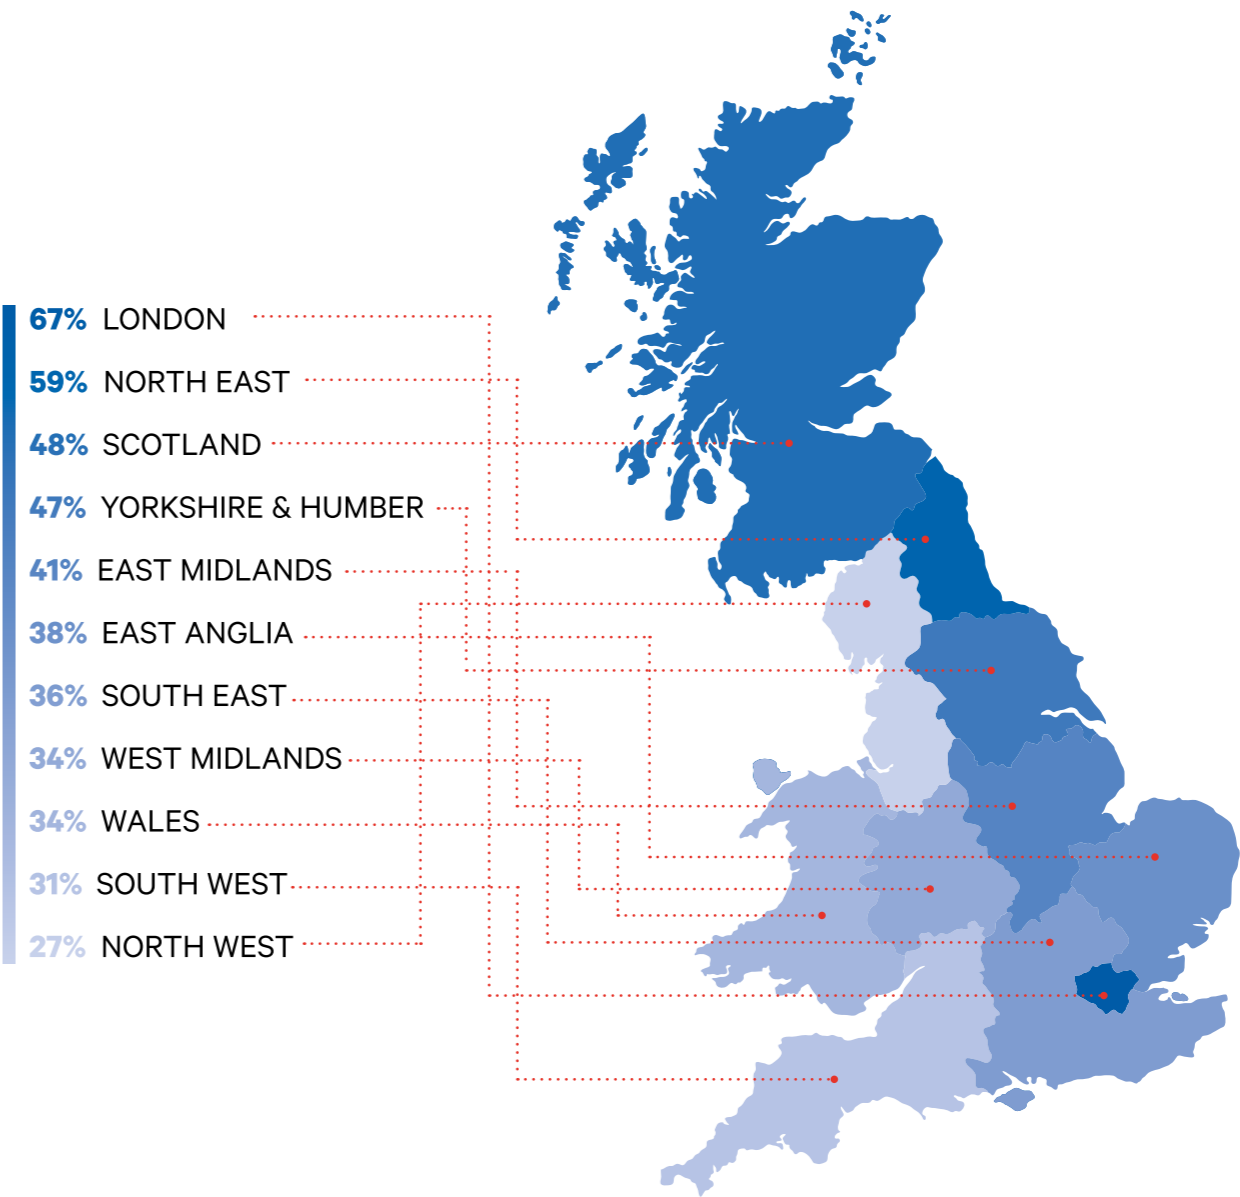 67% LONDON
59% NORTH EAST
48% SCOTLAND
47% YORKSHIRE & HUMBER
41% EAST MIDLANDS
38% EAST ANGLIA
36% SOUTH EAST
34% WEST MIDLANDS
34% WALES
31% SOUTH WEST
27% NORTH WEST